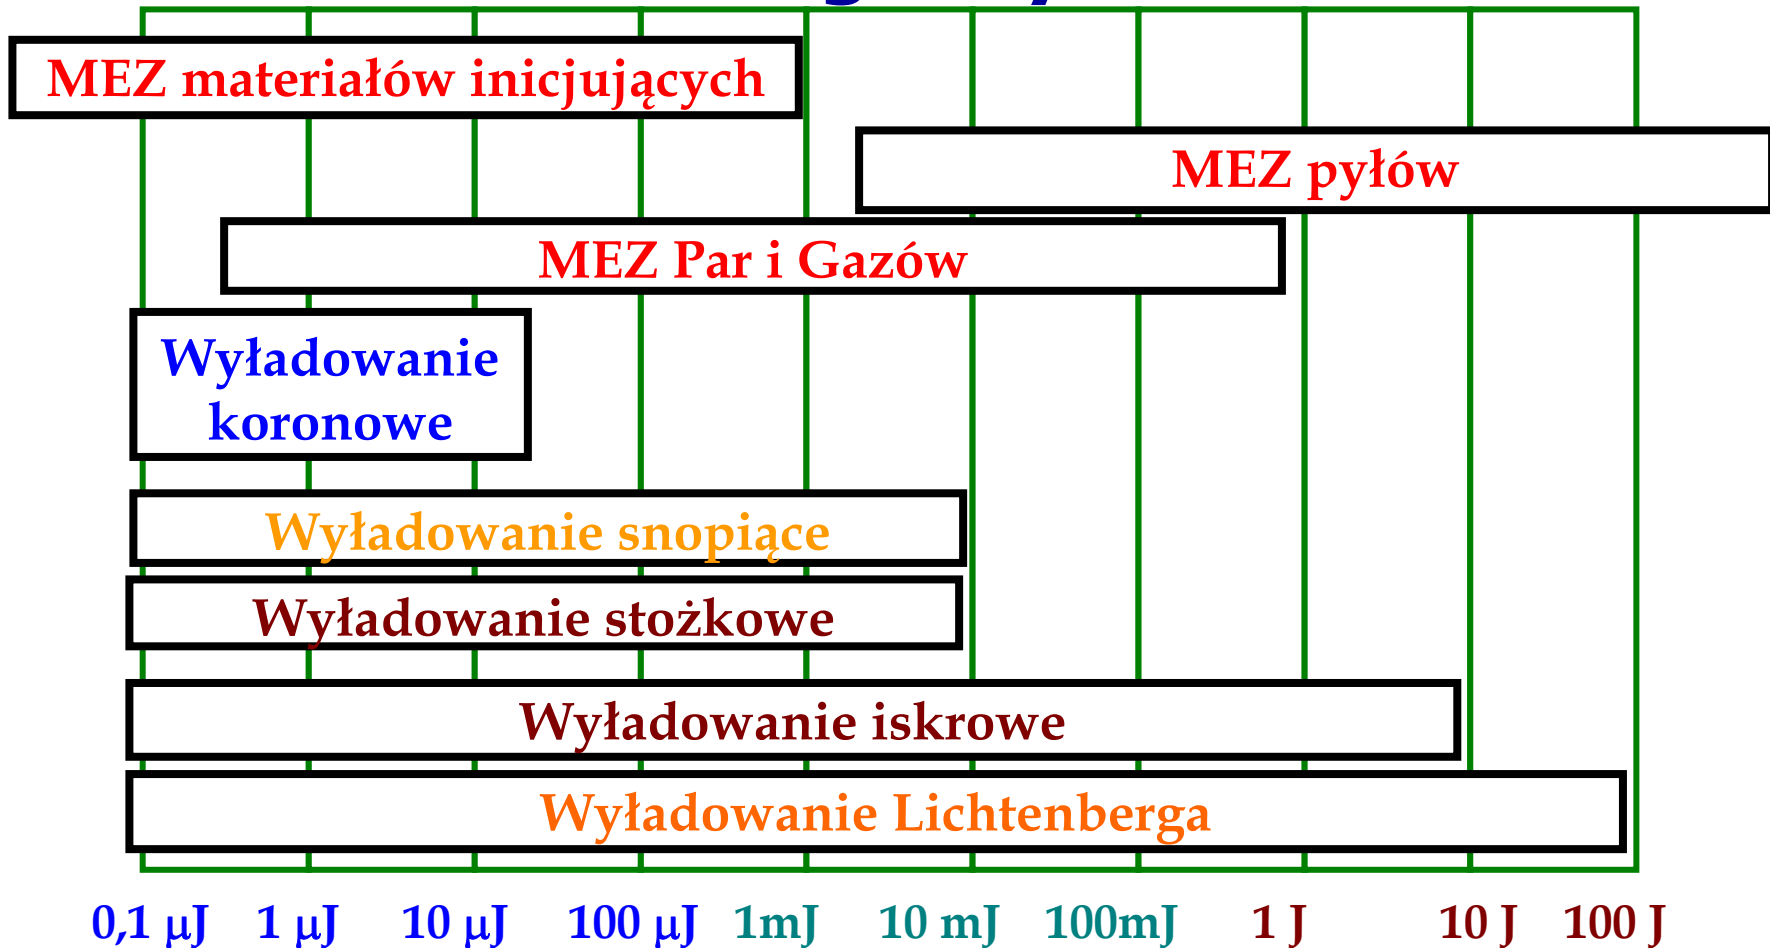 MEZ materiałów inicjujących
MEZ pyłów
MEZ Par i Gazów
Wyładowanie
koronowe
Wyładowanie snopiące
Wyładowanie stożkowe
Wyładowanie iskrowe
Wyładowanie Lichtenberga
0,1 μJ 1 μJ 10 μJ 100 μJ 1mJ 10 mJ 100mJ 1 J 10 J 100 J